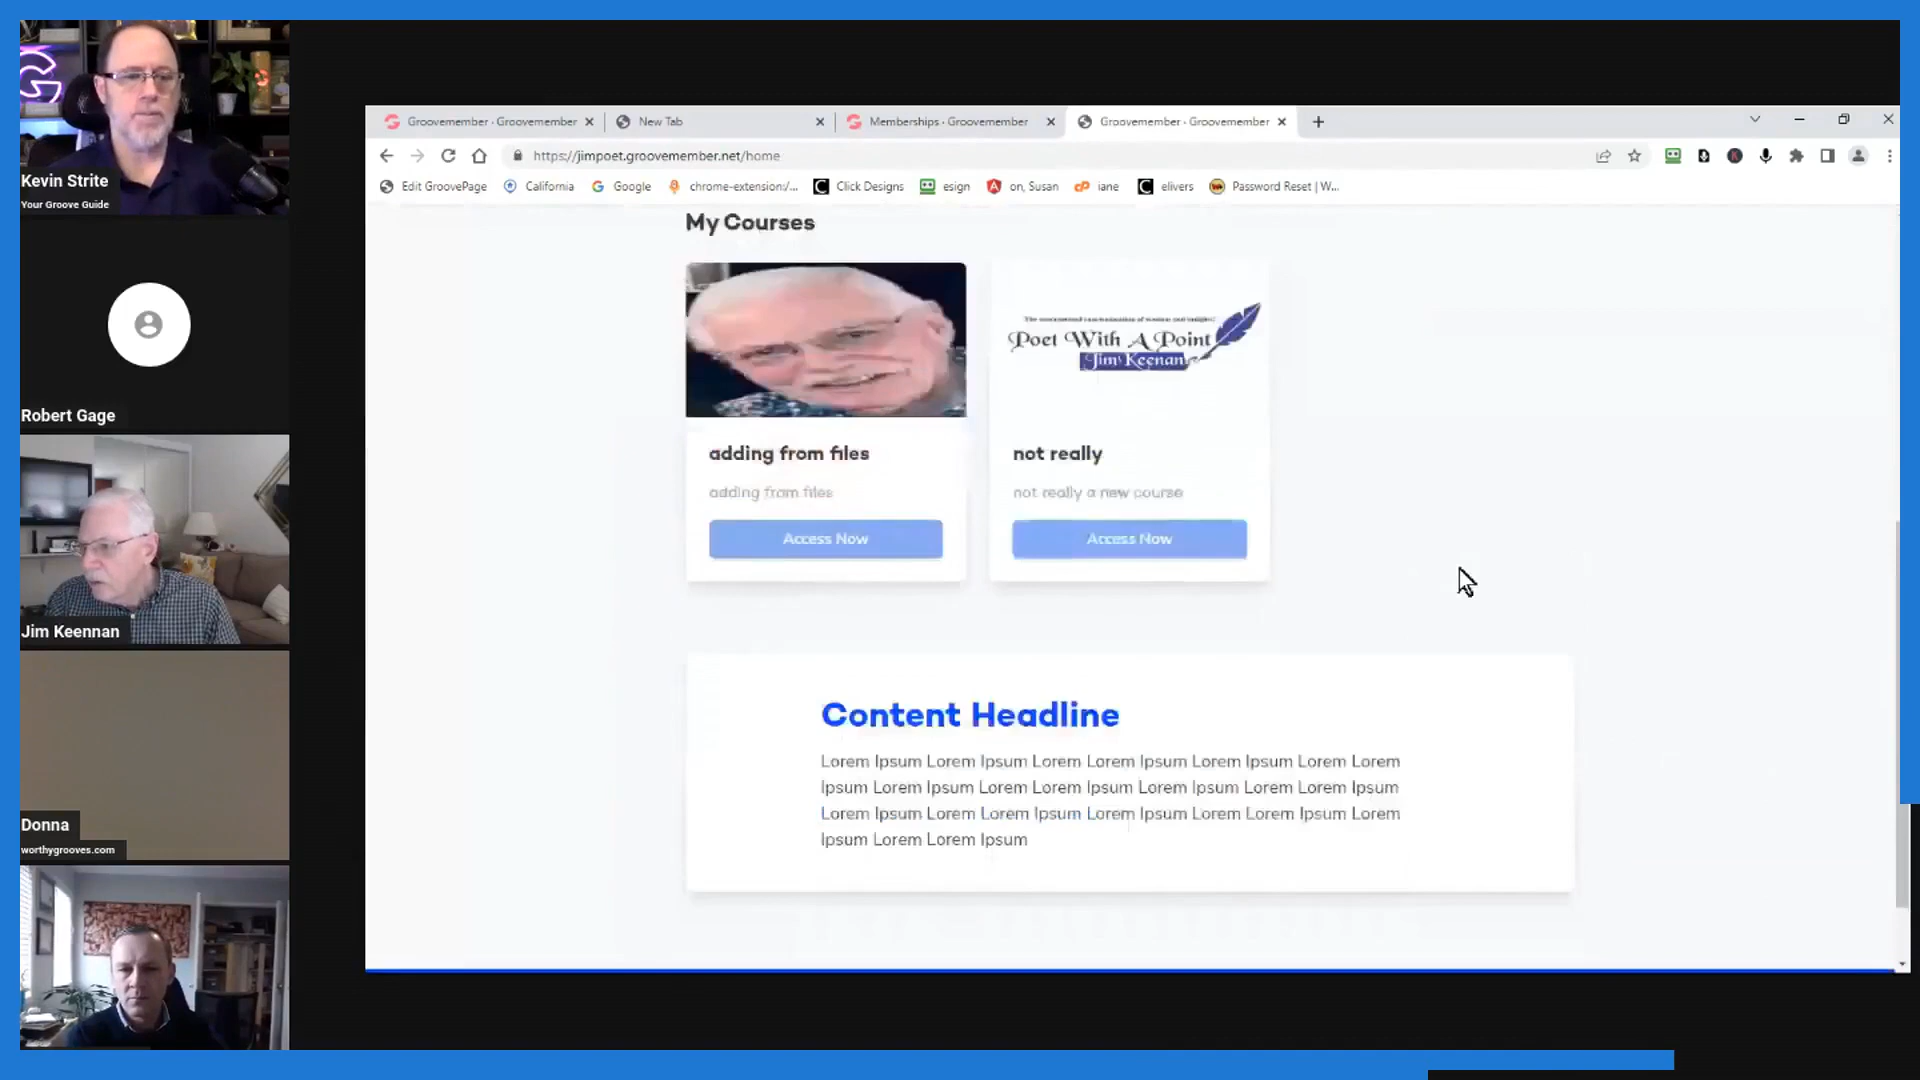 Kevin Strite
Your Groove Guide
Robert Gage
Jim Keennan
Donna
worthygrooves.com
Groovemember · Groovemember
New Tab
Memberships · Groovemember
Groovemember · Groovemember
https://jimpoet.groovemember.net/home
Edit GroovePage
California
Google
chrome-extension:/...
Click Designs
esign
on, Susan
iane
elivers
Password Reset | W...
My Courses
Poet With A Point
Jim Keenan
adding from files
adding from files
Access Now
not really
not really a new course
Access Now
Content Headline
Lorem Ipsum Lorem Ipsum Lorem Lorem Ipsum Lorem Ipsum Lorem Lorem
Ipsum Lorem Ipsum Lorem Lorem Ipsum Lorem Ipsum Lorem Lorem Ipsum
Lorem Ipsum Lorem Lorem Ipsum Lorem Ipsum Lorem Lorem Ipsum Lorem
Ipsum Lorem Lorem Ipsum